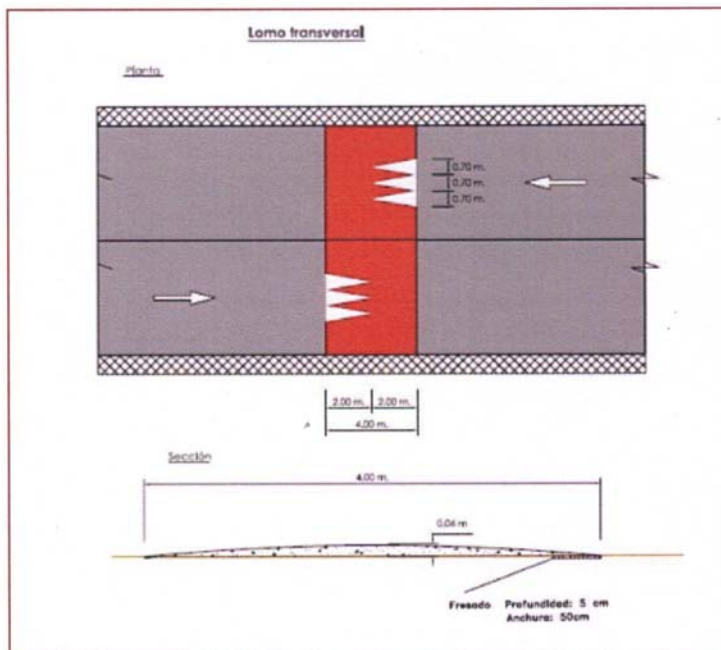 Lomo transversal
Planta
0,70 m.
0,70 m.
0,70 m.
2.00 m. 2.00 m.
4,00 m.
Sección
4.00 m.
0,06 m
Fresado Profundidad: 5 cm
Anchura: 50cm